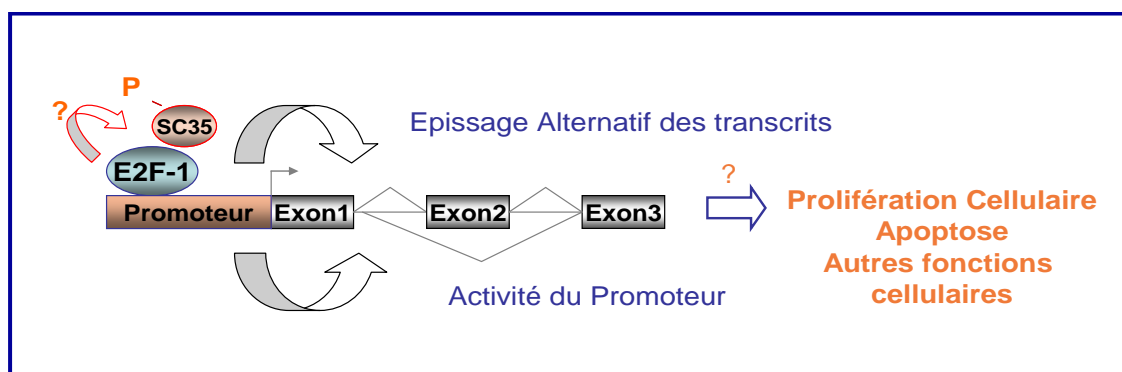 P
?
SC35
Epissage Alternatif des transcrits
E2F-1
?
Promoteur
Exon1
Exon2
Exon3
Prolifération Cellulaire
Apoptose
Autres fonctions
cellulaires
Activité du Promoteur